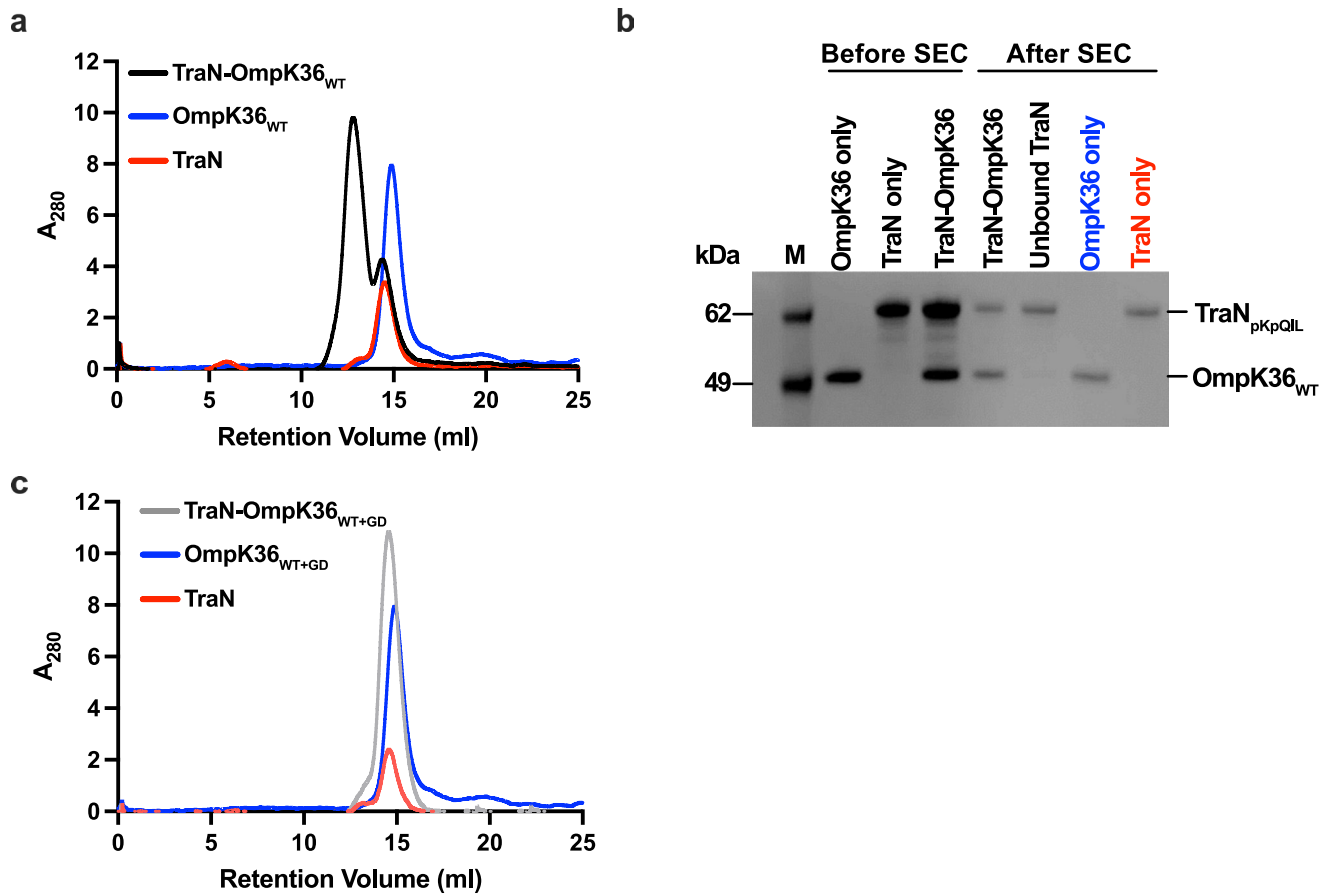 a
12
10
8
6
4
2
0
A280
TraN-OmpK36WT
OmpK36WT
TraN
0 5 10 15 20 25
Retention Volume (ml)
b
Before SEC After SEC
kDa M OmpK36 only TraN only TraN-OmpK36 TraN-OmpK36 Unbound TraN OmpK36 only TraN only
62 TraNpKpQIL
49 OmpK36WT
c
12
10
8
6
4
2
0
A280
TraN-OmpK36WT+GD
OmpK36WT+GD
TraN
0 5 10 15 20 25
Retention Volume (ml)